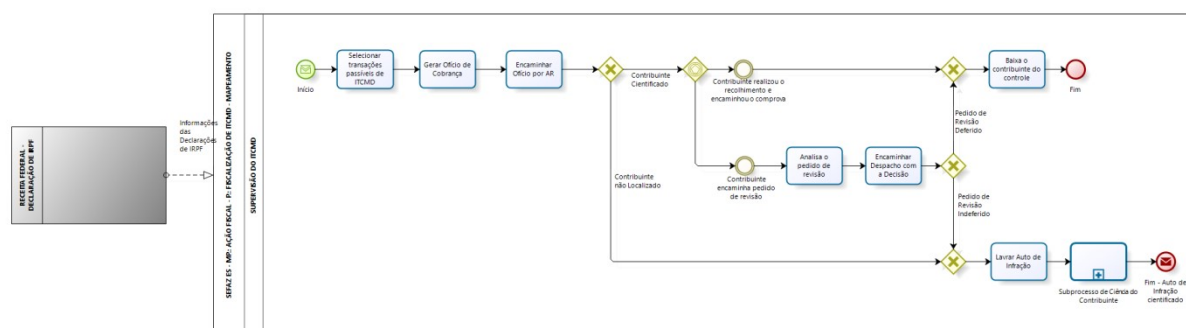 RECEITA FEDERAL -
DECLARAÇÃO DE IRPF
Informações
das
Declarações
de IRPF
SEFAZ ES - MP.: AÇÃO FISCAL - P.: FISCALIZAÇÃO DE ITCMD - MAPEAMENTO
SUPERVISÃO DO ITCMD
Início
Selecionar
transações
passíveis de
ITCMD
Gerar Ofício de
Cobrança
Encaminhar
Ofício por AR
Contribuinte
Cientificado
Contribuinte realizou o
recolhimento e
encaminhou o comprova
Baixa o
contribuinte do
controle
Fim
Contribuinte
não Localizado
Contribuinte
encaminha pedido
de revisão
Analisa o
pedido de
revisão
Encaminhar
Despacho com
a Decisão
Pedido de
Revisão
Deferido
Pedido de
Revisão
Indeferido
Lavrar Auto de
Infração
Subprocesso de Ciência do
Contribuinte
Fim - Auto de
Infração
cientificado